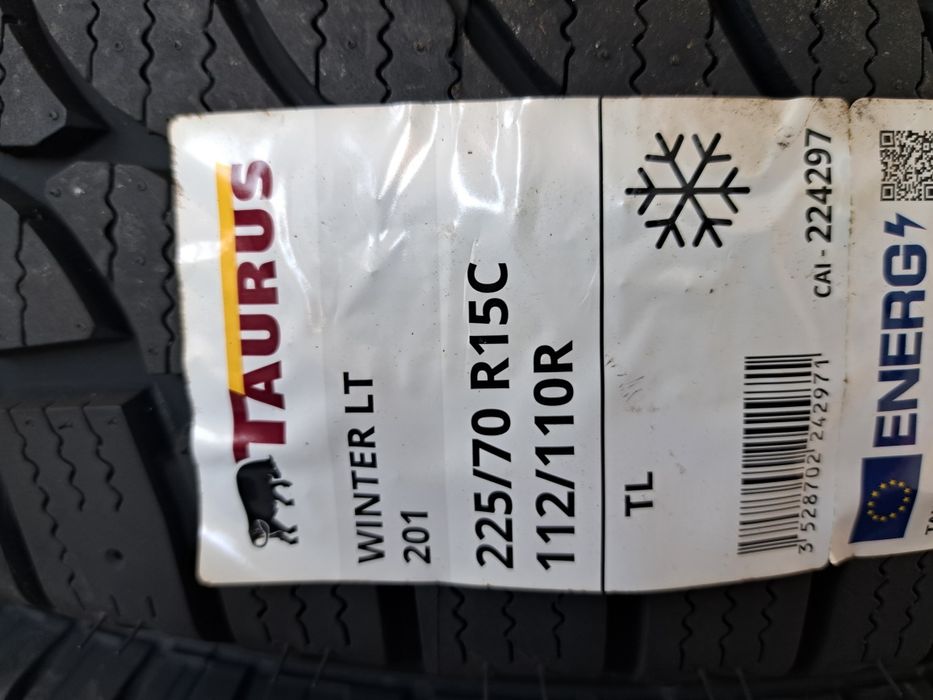 TAURUS
WINTER LT
201
225/70 R15C
112/110R
TL
CAI - 224297
3 528702 242971
ENERG